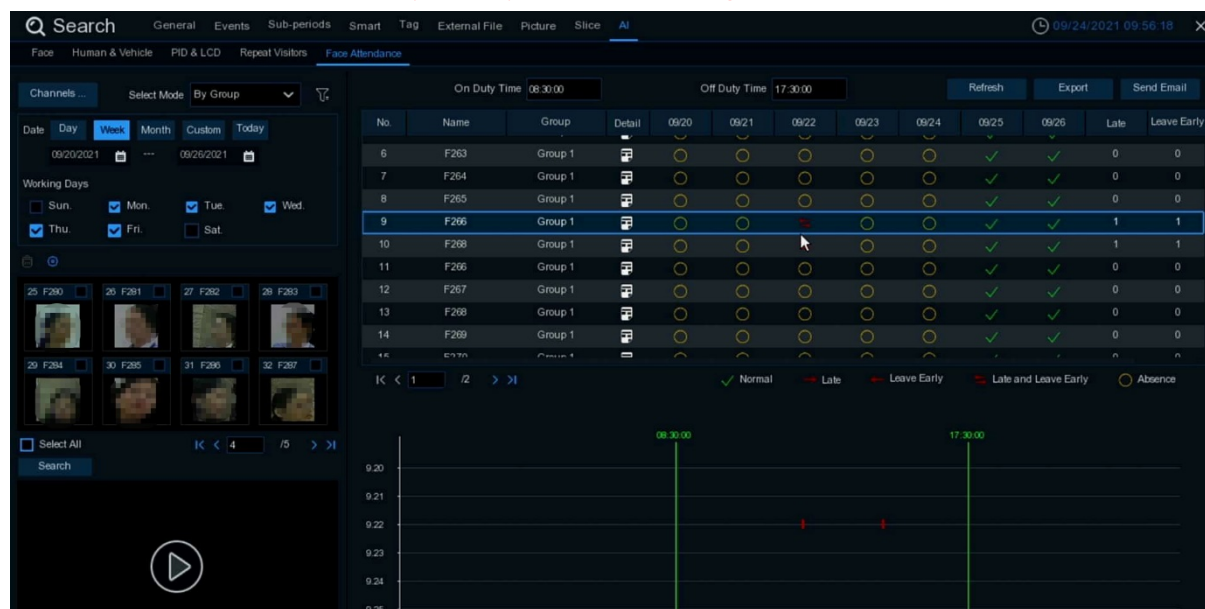 Search General Events Sub-periods Smart Tag External File Picture Slice AI 09/24/2021 09:56:18
Face Human & Vehicle PID & LCD Repeat Visitors Face Attendance
Channels ... Select Mode By Group
Date Day Week Month Custom Today
09/20/2021 --- 09/26/2021
Working Days
Sun. Mon. Tue. Wed.
Thu. Fri. Sat.
25 F280 26 F281 27 F282 28 F283
29 F284 30 F285 31 F286 32 F287
Select All 4 /5
Search
On Duty Time 08:30:00 Off Duty Time 17:30:00 Refresh Export Send Email
No. Name Group Detail 09/20 09/21 09/22 09/23 09/24 09/25 09/26 Late Leave Early
6 F263 Group 1 0 0
7 F264 Group 1 0 0
8 F265 Group 1 0 0
9 F266 Group 1 1 1
10 F268 Group 1 1 1
11 F266 Group 1 0 0
12 F267 Group 1 0 0
13 F268 Group 1 0 0
14 F269 Group 1 0 0
15 F270 Group 1 0 0
1 /2 Normal Late Leave Early Late and Leave Early Absence
08:30:00 17:30:00
9.20
9.21
9.22
9.23
9.24
9.25